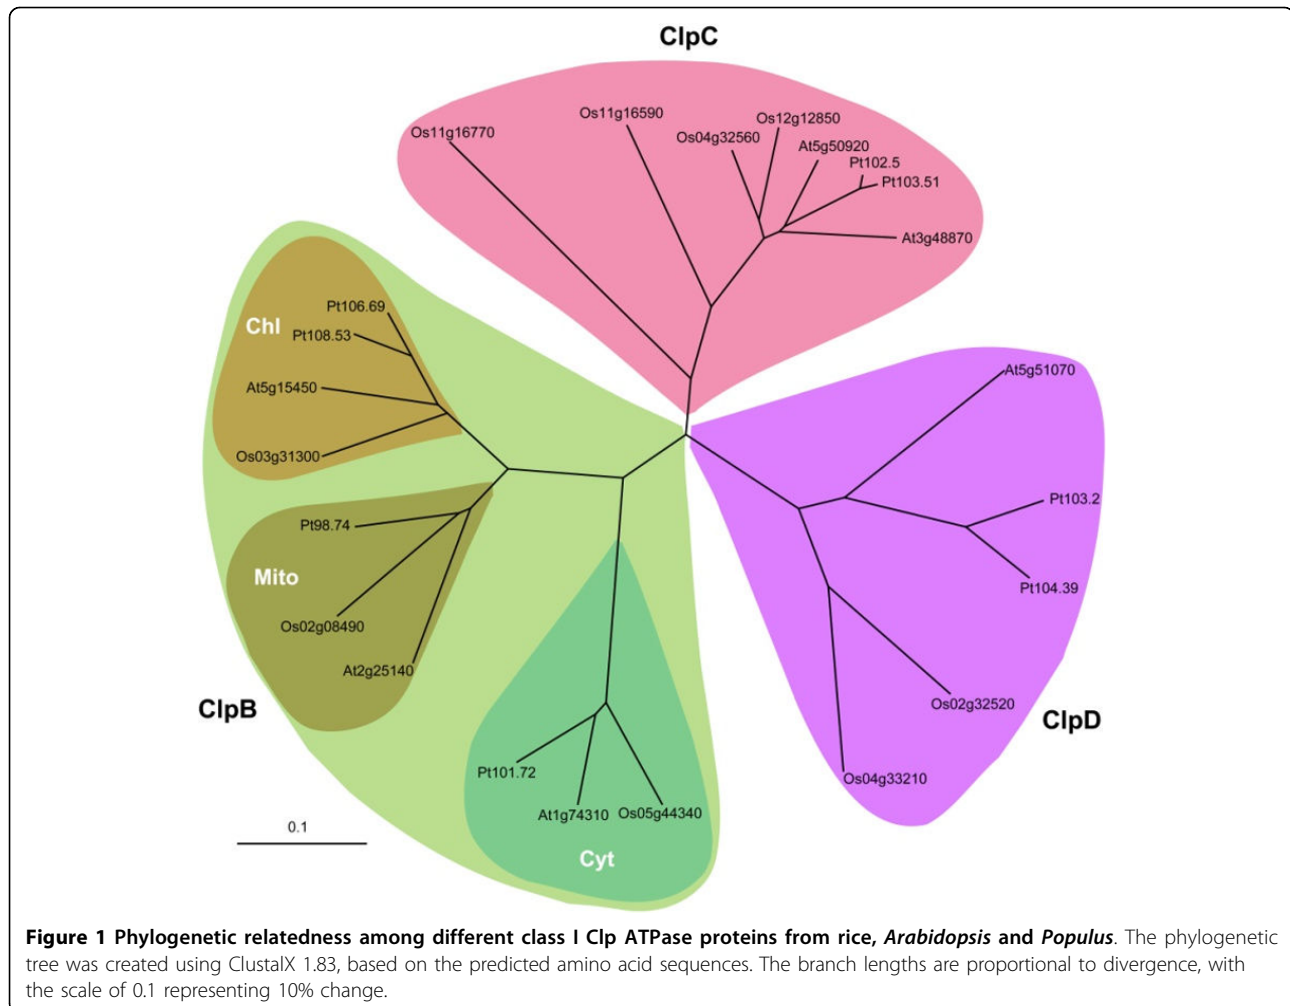 ClpC
Os11g16770
Os11g16590
Os04g32560
Os12g12850
At5g50920
Pt102.5
Pt103.51
At3g48870
Chl
Pt106.69
Pt108.53
At5g15450
Os03g31300
Pt98.74
Mito
Os02g08490
At2g25140
ClpB
Pt101.72
At1g74310
Os05g44340
Cyt
At5g51070
Pt103.2
Pt104.39
Os02g32520
Os04g33210
ClpD
0.1
Figure 1 Phylogenetic relatedness among different class I Clp ATPase proteins from rice, Arabidopsis and Populus. The phylogenetic
tree was created using ClustalX 1.83, based on the predicted amino acid sequences. The branch lengths are proportional to divergence, with
the scale of 0.1 representing 10% change.